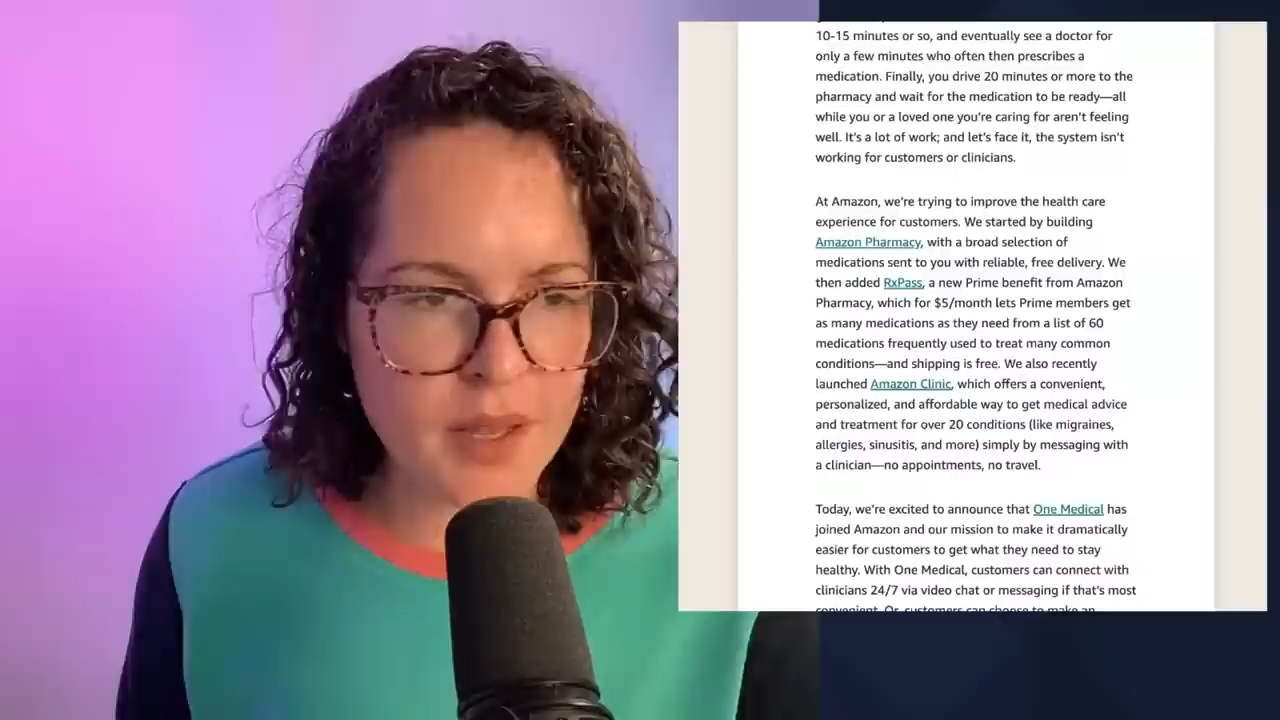 10-15 minutes or so, and eventually see a doctor for
only a few minutes who often then prescribes a
medication. Finally, you drive 20 minutes or more to the
pharmacy and wait for the medication to be ready—all
while you or a loved one you're caring for aren't feeling
well. It's a lot of work; and let's face it, the system isn't
working for customers or clinicians.
At Amazon, we're trying to improve the health care
experience for customers. We started by building
Amazon Pharmacy, with a broad selection of
medications sent to you with reliable, free delivery. We
then added RxPass, a new Prime benefit from Amazon
Pharmacy, which for $5/month lets Prime members get
as many medications as they need from a list of 60
medications frequently used to treat many common
conditions—and shipping is free. We also recently
launched Amazon Clinic, which offers a convenient,
personalized, and affordable way to get medical advice
and treatment for over 20 conditions (like migraines,
allergies, sinusitis, and more) simply by messaging with
a clinician—no appointments, no travel.
Today, we're excited to announce that One Medical has
joined Amazon and our mission to make it dramatically
easier for customers to get what they need to stay
healthy. With One Medical, customers can connect with
clinicians 24/7 via video chat or messaging if that's most
convenient. Or, customers can choose to make an